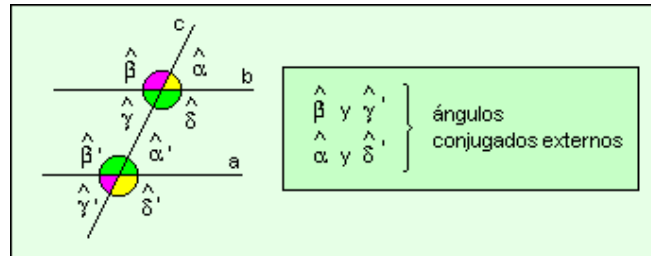 c
β̂ α̂
b
γ̂ δ̂
β̂' α̂'
a
γ̂' δ̂'
β̂ y γ̂'
α̂ y δ̂'
ángulos
conjugados externos